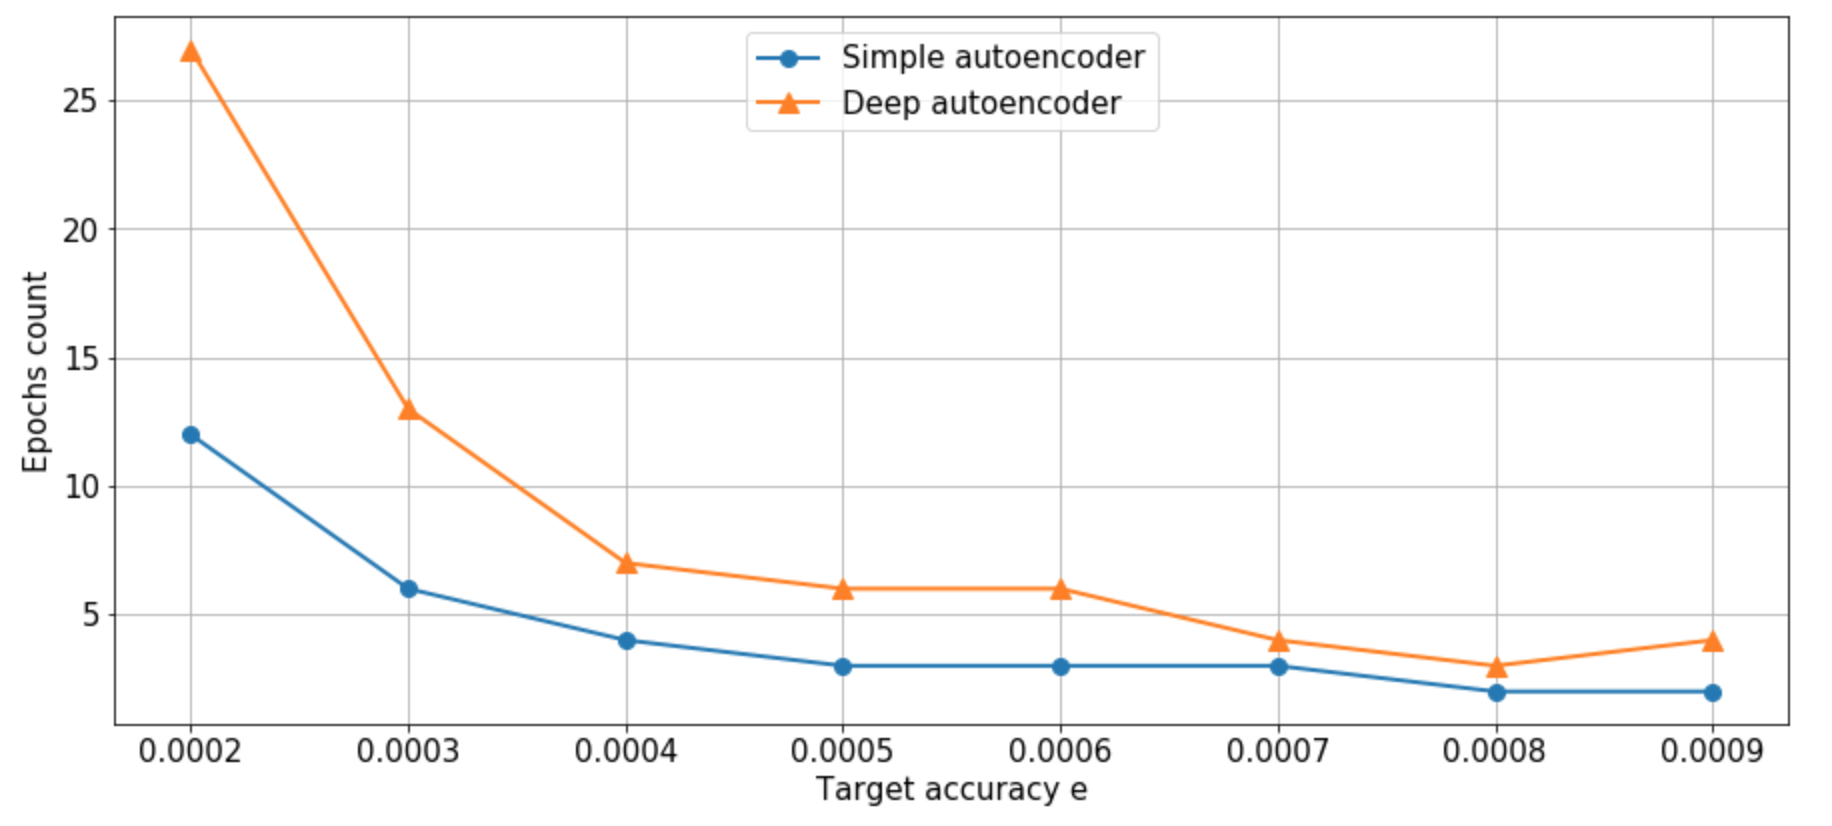 Simple autoencoder
Deep autoencoder
25
20
15
10
5
Epochs count
0.0002 0.0003 0.0004 0.0005 0.0006 0.0007 0.0008 0.0009
Target accuracy e